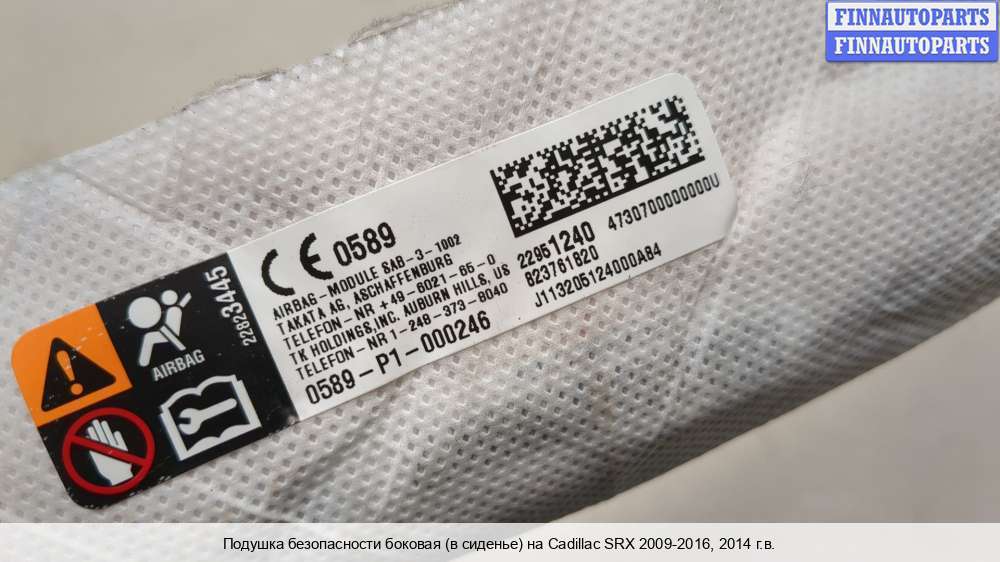 FINNAUTOPARTS
FINNAUTOPARTS
22823445
AIRBAG
CE 0589
AIRBAG-MODULE SAB-3-1002
TAKATA AG, ASCHAFFENBURG
TELEFON-NR +49-6021-65-0
TK HOLDINGS,INC. AUBURN HILLS, US
TELEFON-NR 1-248-373-8040
0589-P1-000246
22951240 4730700000000U
823761820
J113205124000A84
Подушка безопасности боковая (в сиденье) на Cadillac SRX 2009-2016, 2014 г.в.